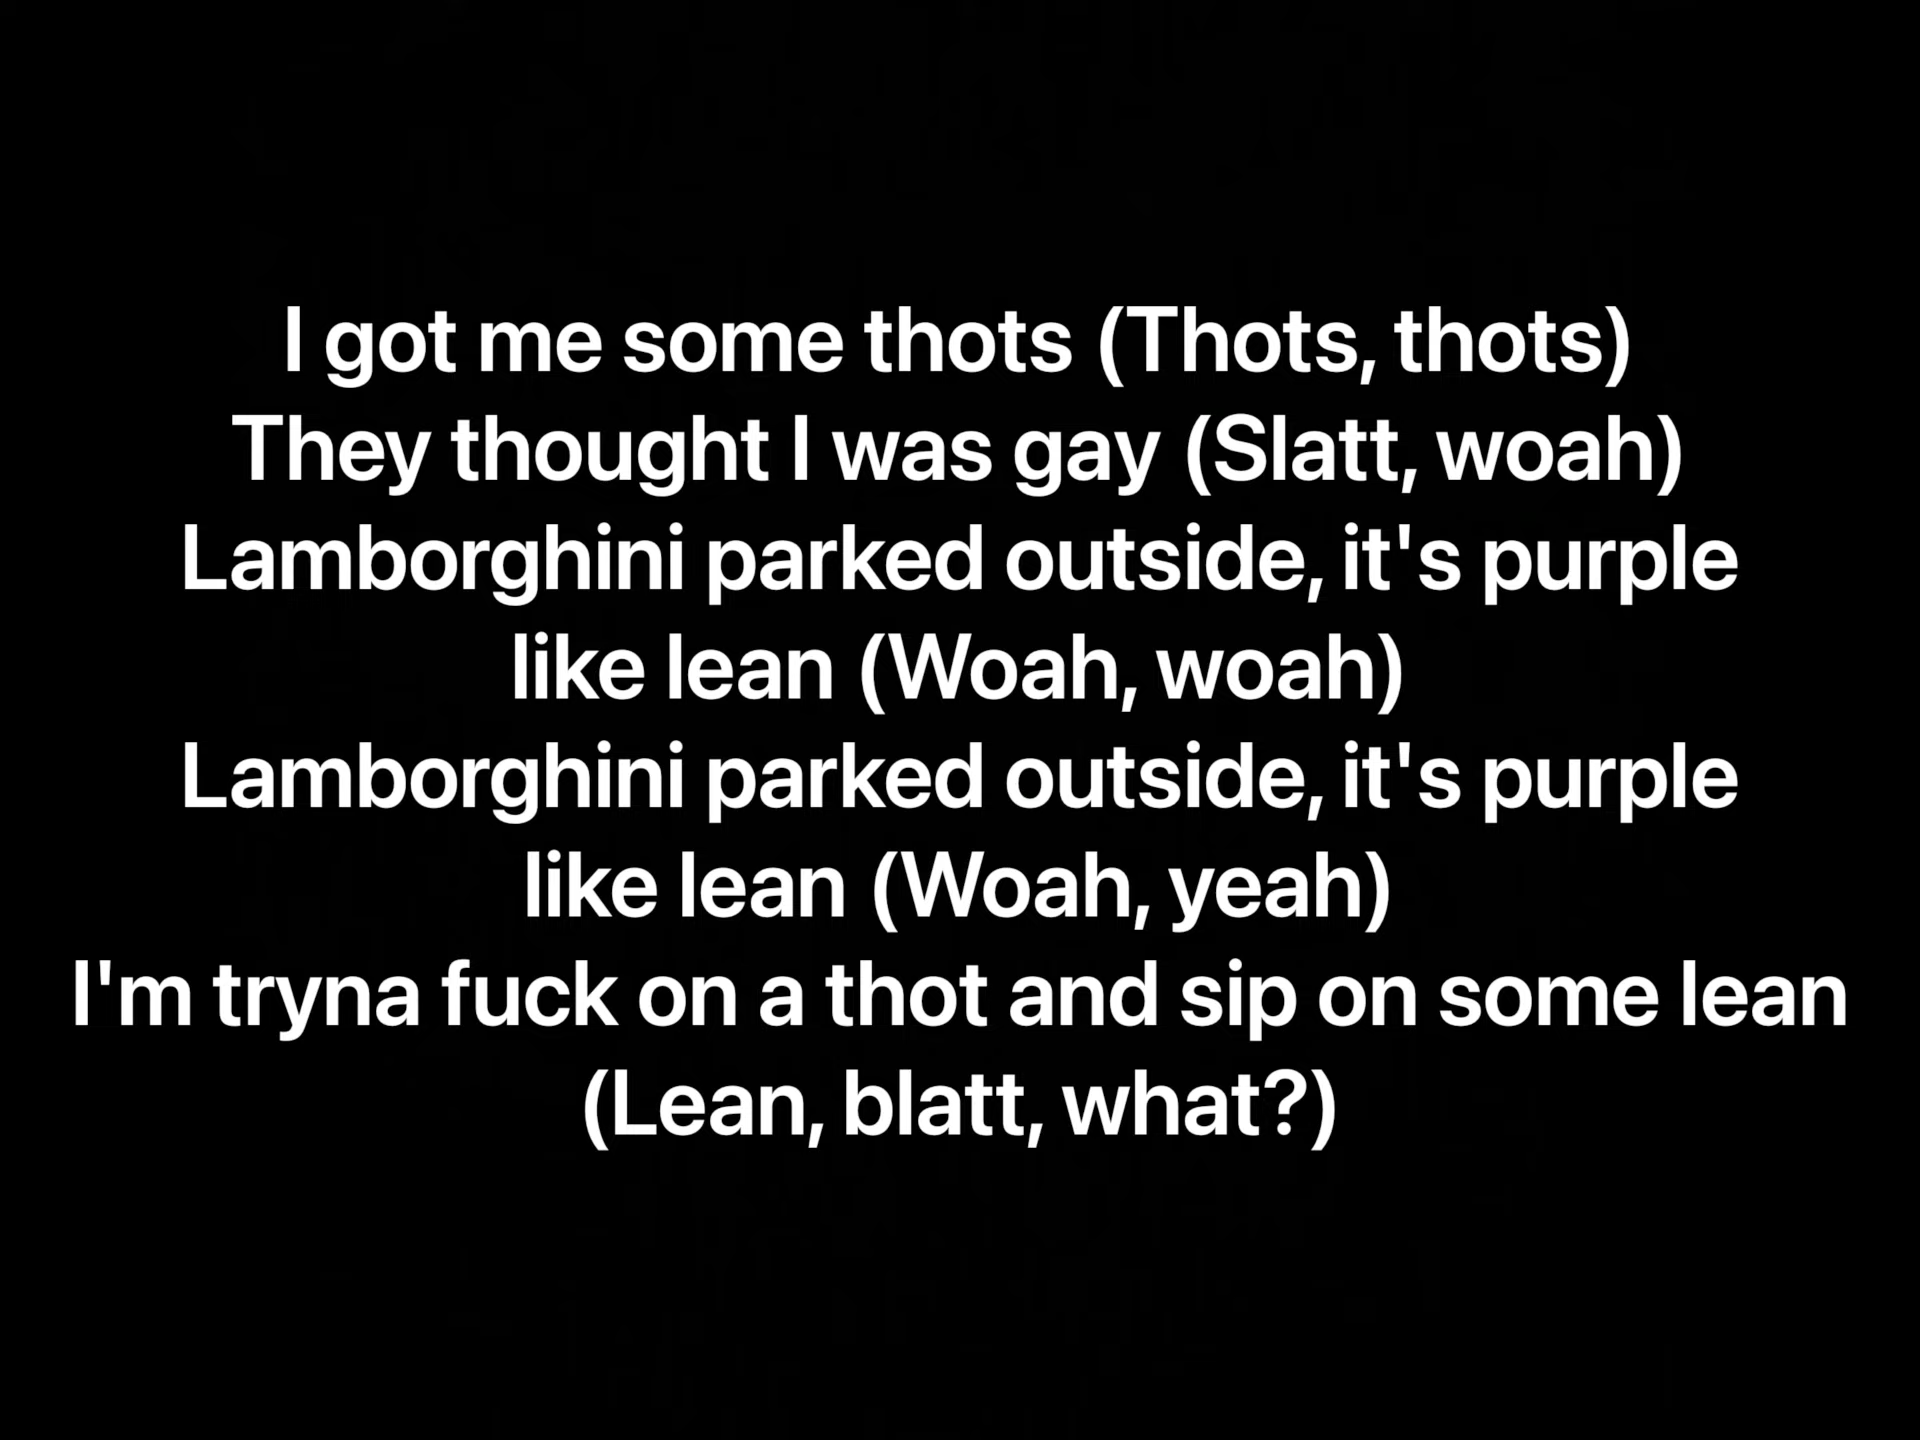 I got me some thots (Thots, thots)
They thought I was gay (Slatt, woah)
Lamborghini parked outside, it's purple
like lean (Woah, woah)
Lamborghini parked outside, it's purple
like lean (Woah, yeah)
I'm tryna fuck on a thot and sip on some lean
(Lean, blatt, what?)